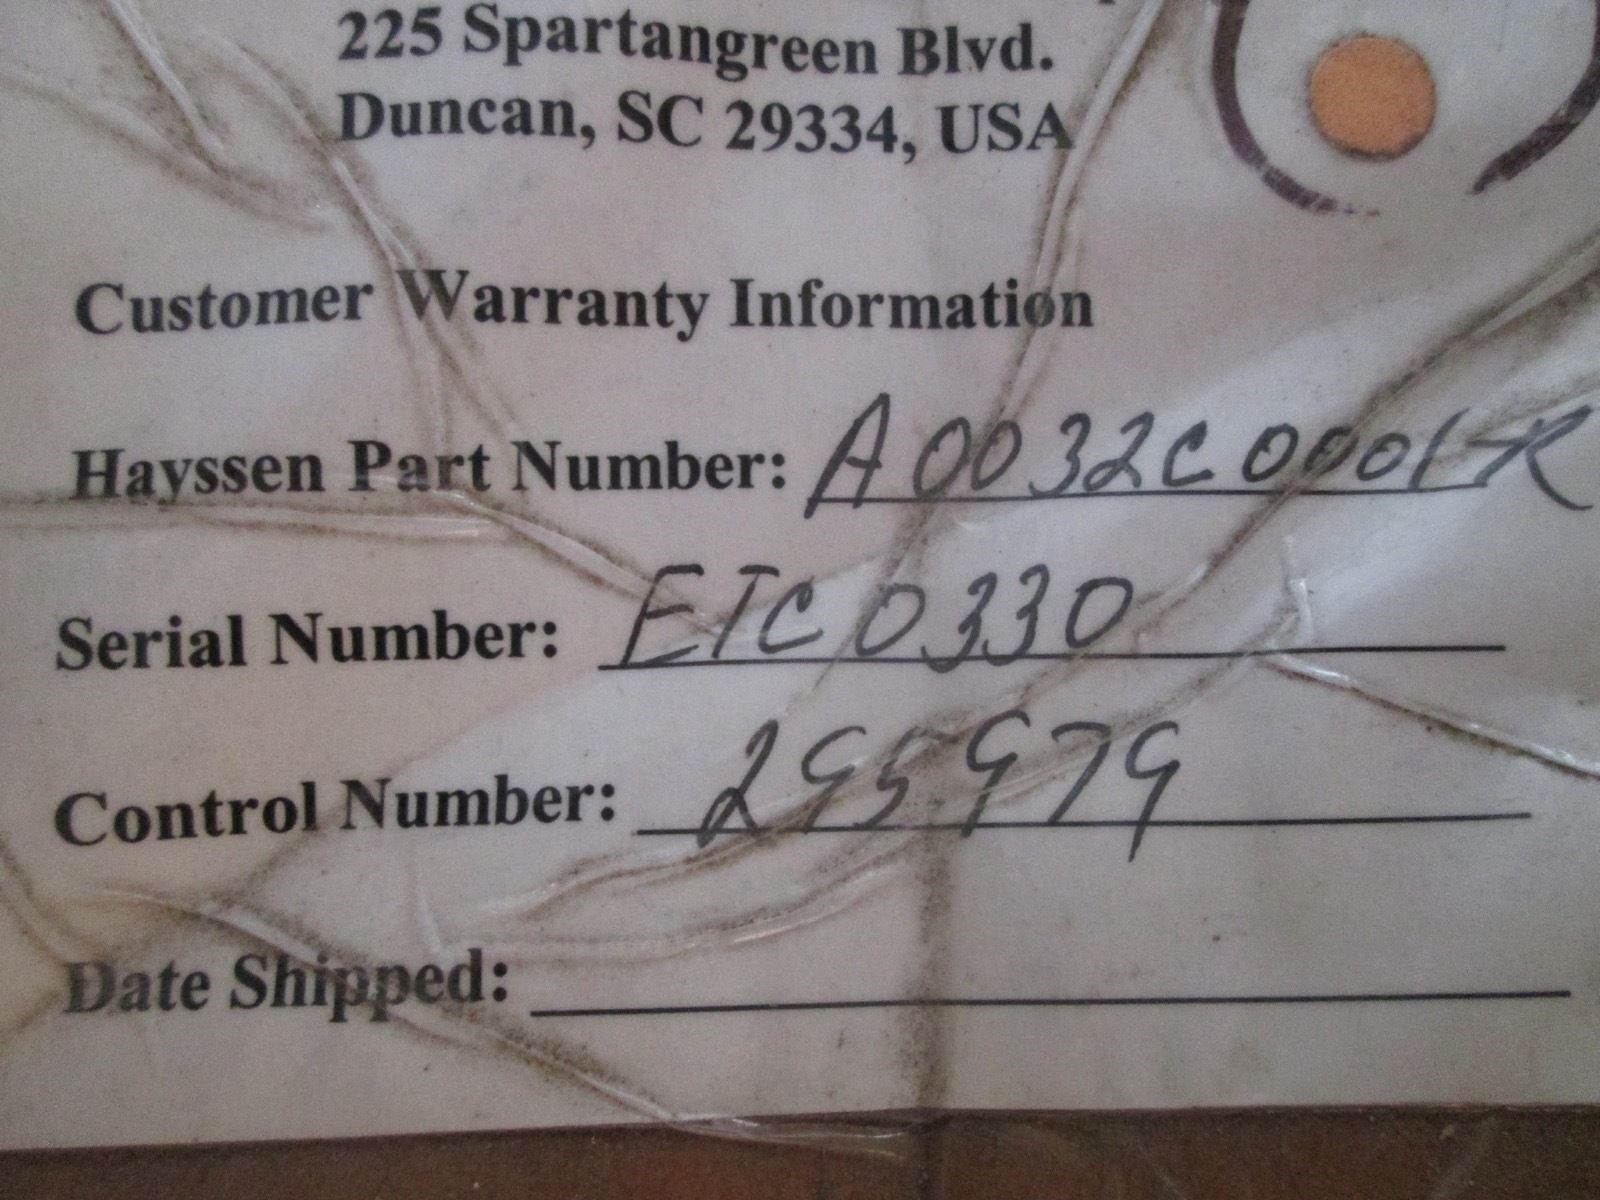 225 Spartangreen Blvd.
Duncan, SC 29334, USA
Customer Warranty Information
Hayssen Part Number: A0032C0001-R
Serial Number: ETC0330
Control Number: 295979
Date Shipped: